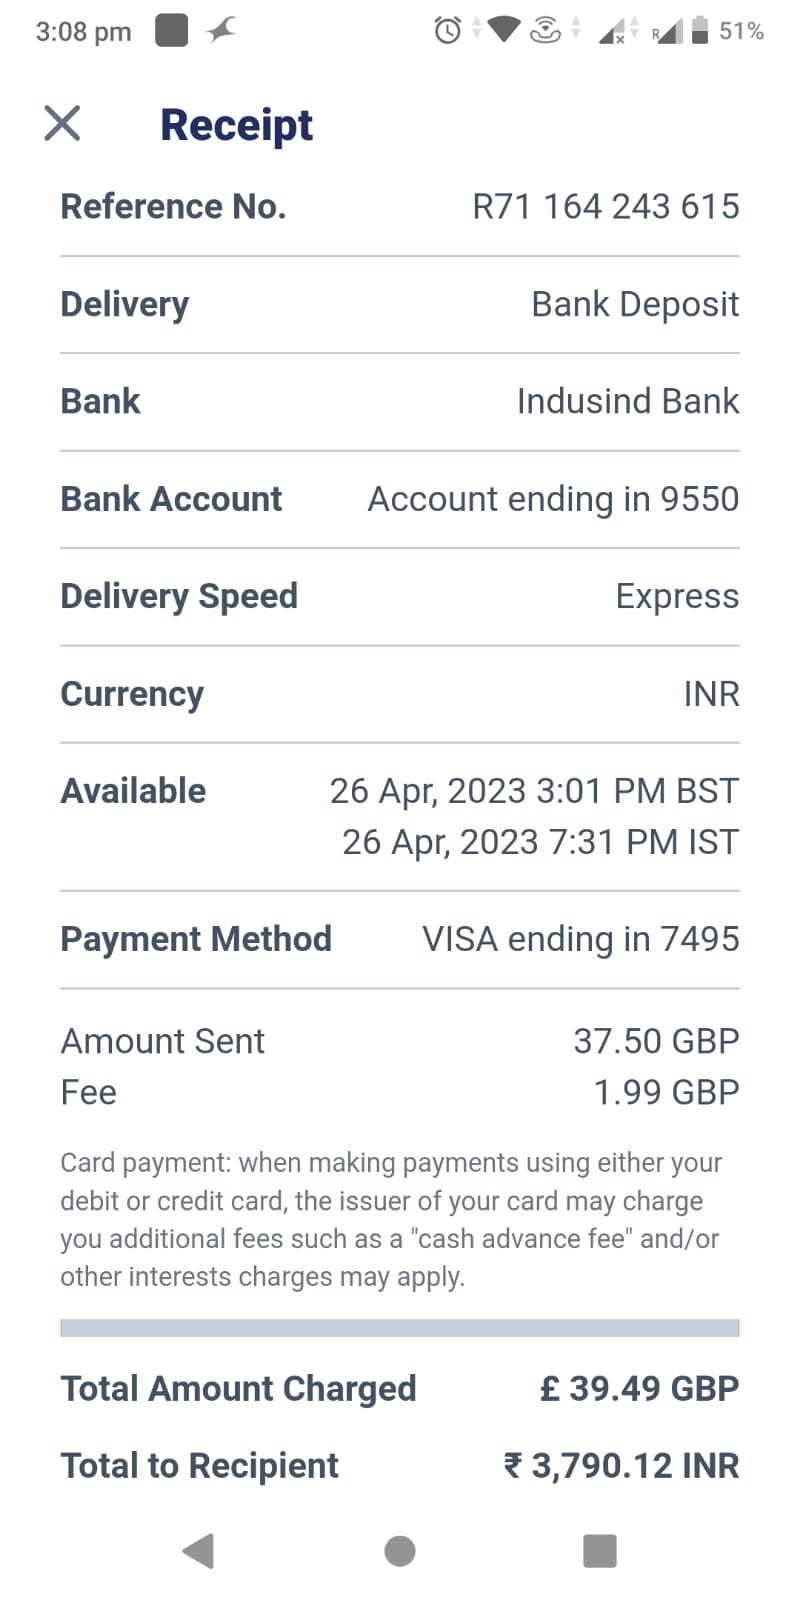 3:08 pm
R
51%
Receipt
Reference No. R71 164 243 615
Delivery Bank Deposit
Bank Indusind Bank
Bank Account Account ending in 9550
Delivery Speed Express
Currency INR
Available 26 Apr, 2023 3:01 PM BST
26 Apr, 2023 7:31 PM IST
Payment Method VISA ending in 7495
Amount Sent 37.50 GBP
Fee 1.99 GBP
Card payment: when making payments using either your
debit or credit card, the issuer of your card may charge
you additional fees such as a "cash advance fee" and/or
other interests charges may apply.
Total Amount Charged £ 39.49 GBP
Total to Recipient ₹ 3,790.12 INR